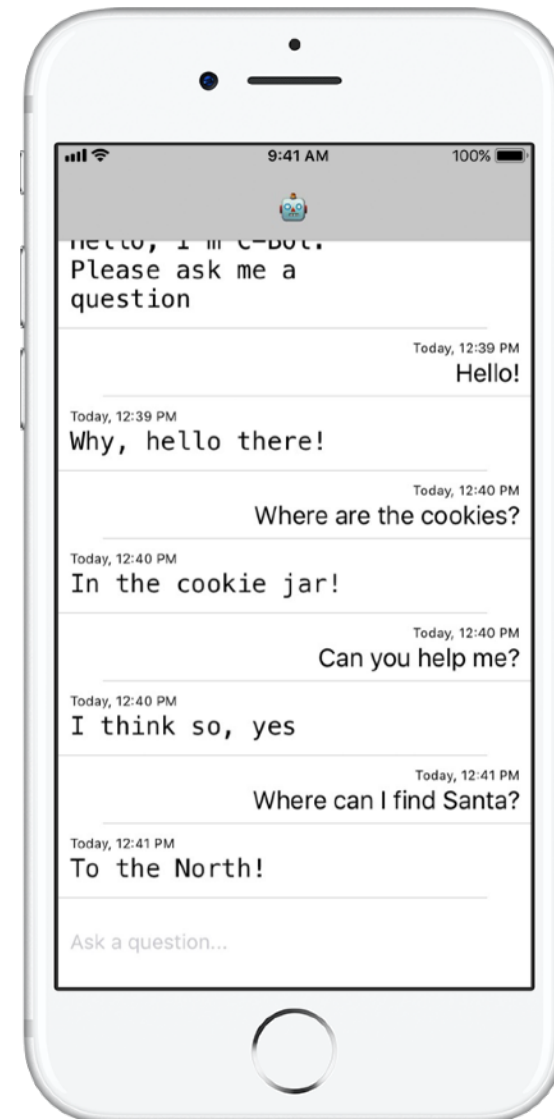 9:41 AM 100%
Hello, I'm C-Bot.
Please ask me a
question
Today, 12:39 PM
Hello!
Today, 12:39 PM
Why, hello there!
Today, 12:40 PM
Where are the cookies?
Today, 12:40 PM
In the cookie jar!
Today, 12:40 PM
Can you help me?
Today, 12:40 PM
I think so, yes
Today, 12:41 PM
Where can I find Santa?
Today, 12:41 PM
To the North!
Ask a question...